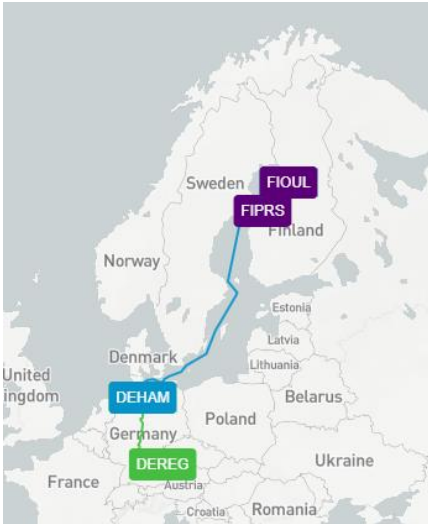 FIOUL
Sweden
FIPRS
Finland
Norway
Estonia
Latvia
Denmark
Lithuania
United
ingdom
DEHAM
Belarus
Poland
Germany
DEREG
Ukraine
France
Austria
Croatia
Romania